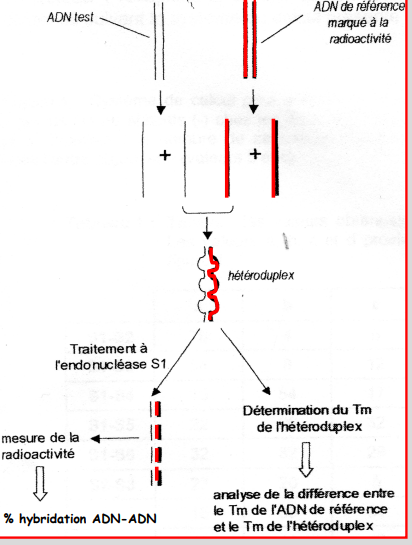 ADN test
ADN de référence
marqué à la
radioactivité
+
+
hétéroduplex
Traitement à
l'endonucléase S1
mesure de la
radioactivité
Détermination du Tm
de l'hétéroduplex
% hybridation ADN-ADN
analyse de la différence entre
le Tm de l'ADN de référence
et le Tm de l'hétéroduplex